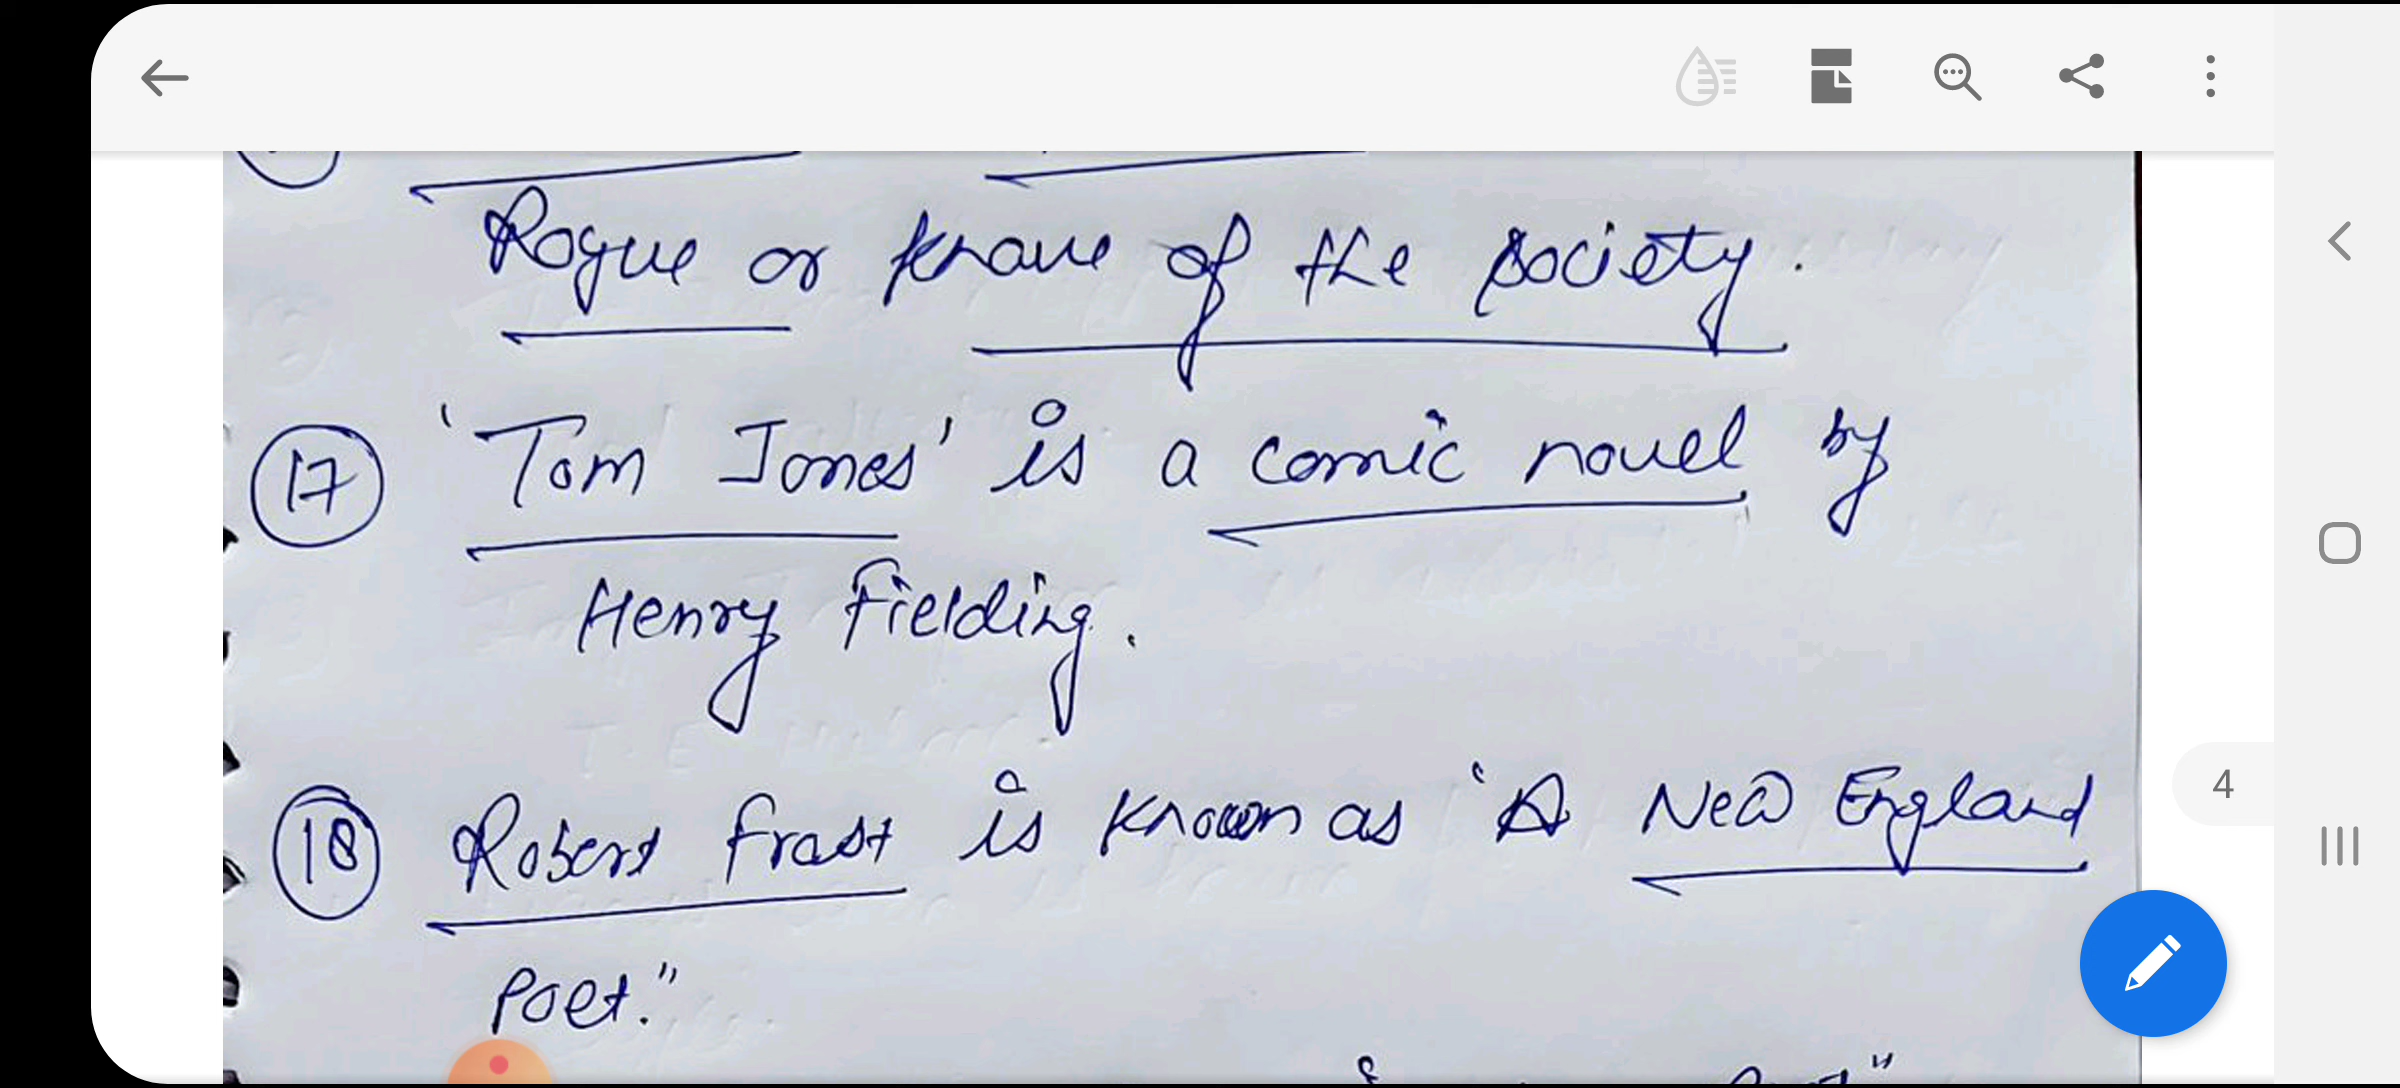 Rogue or knave of the society.
17 'Tom Jones' is a comic novel by
Henry Fielding.
4
18 Robert Frost is known as 'A New England
Poet."